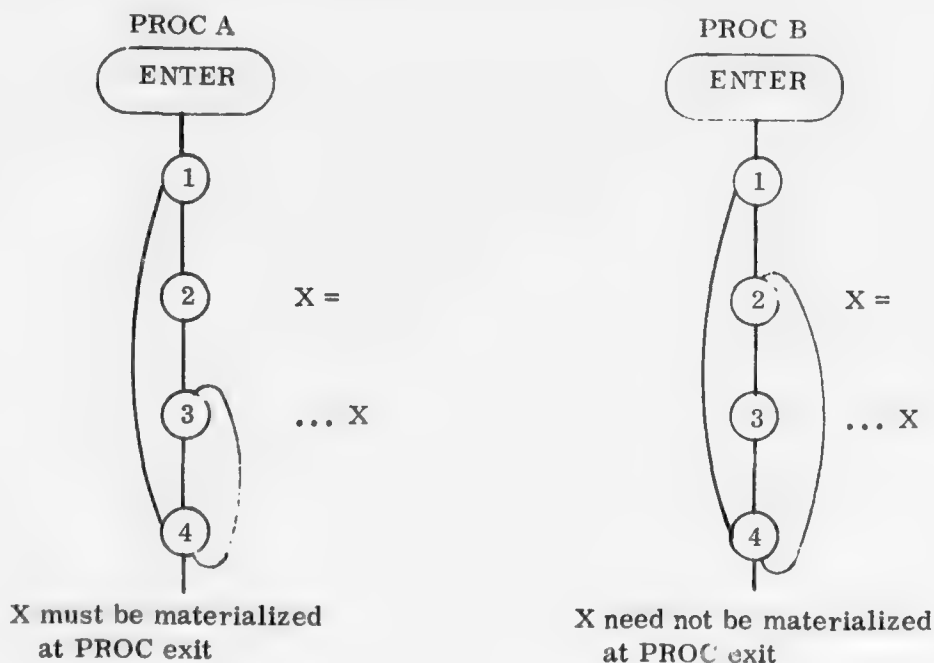 PROC A
ENTER
1
2
X =
3
... X
4
X must be materialized
at PROC exit
PROC B
ENTER
1
2
X =
3
... X
4
X need not be materialized
at PROC exit